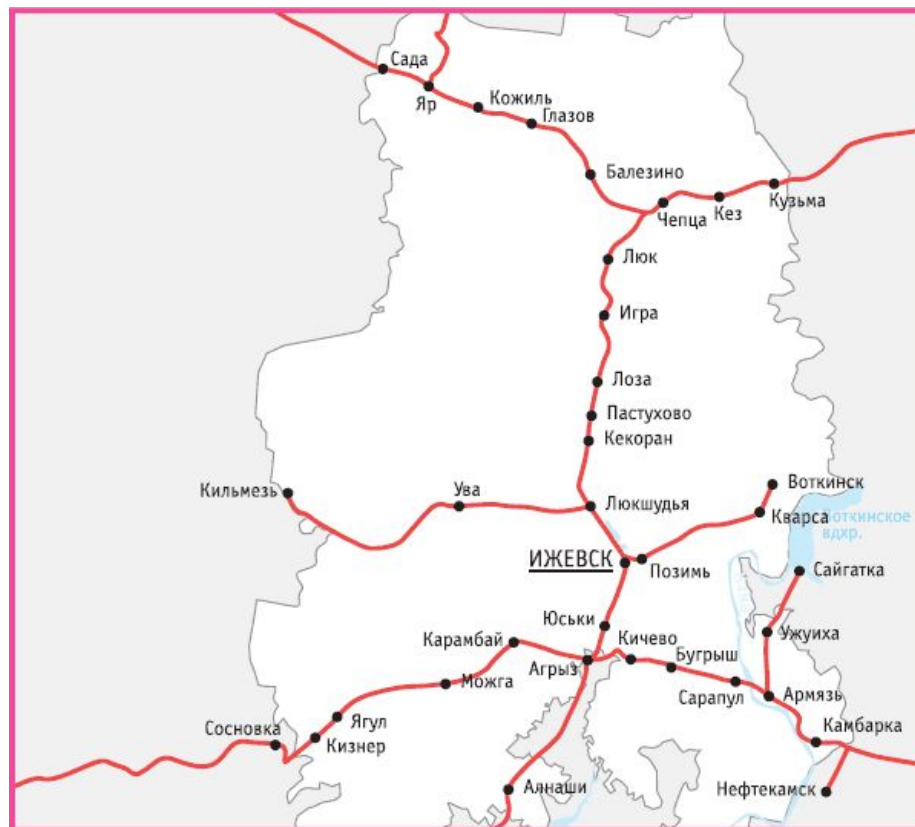 Сада
Яр
Кожиль
Глазов
Балезино
Чепца
Кез
Кузьма
Люк
Игра
Лоза
Пастухово
Кекоран
Кильмезь
Ува
Люкшудья
Воткинск
Кварса
Воткинское
вдхр.
ИЖЕВСК
Позимь
Сайгатка
Юськи
Карамбай
Кичево
Ужуиха
Агрыз
Бугрыш
Можга
Сарапул
Армязь
Ягул
Сосновка
Кизнер
Камбарка
Алнаши
Нефтекамск